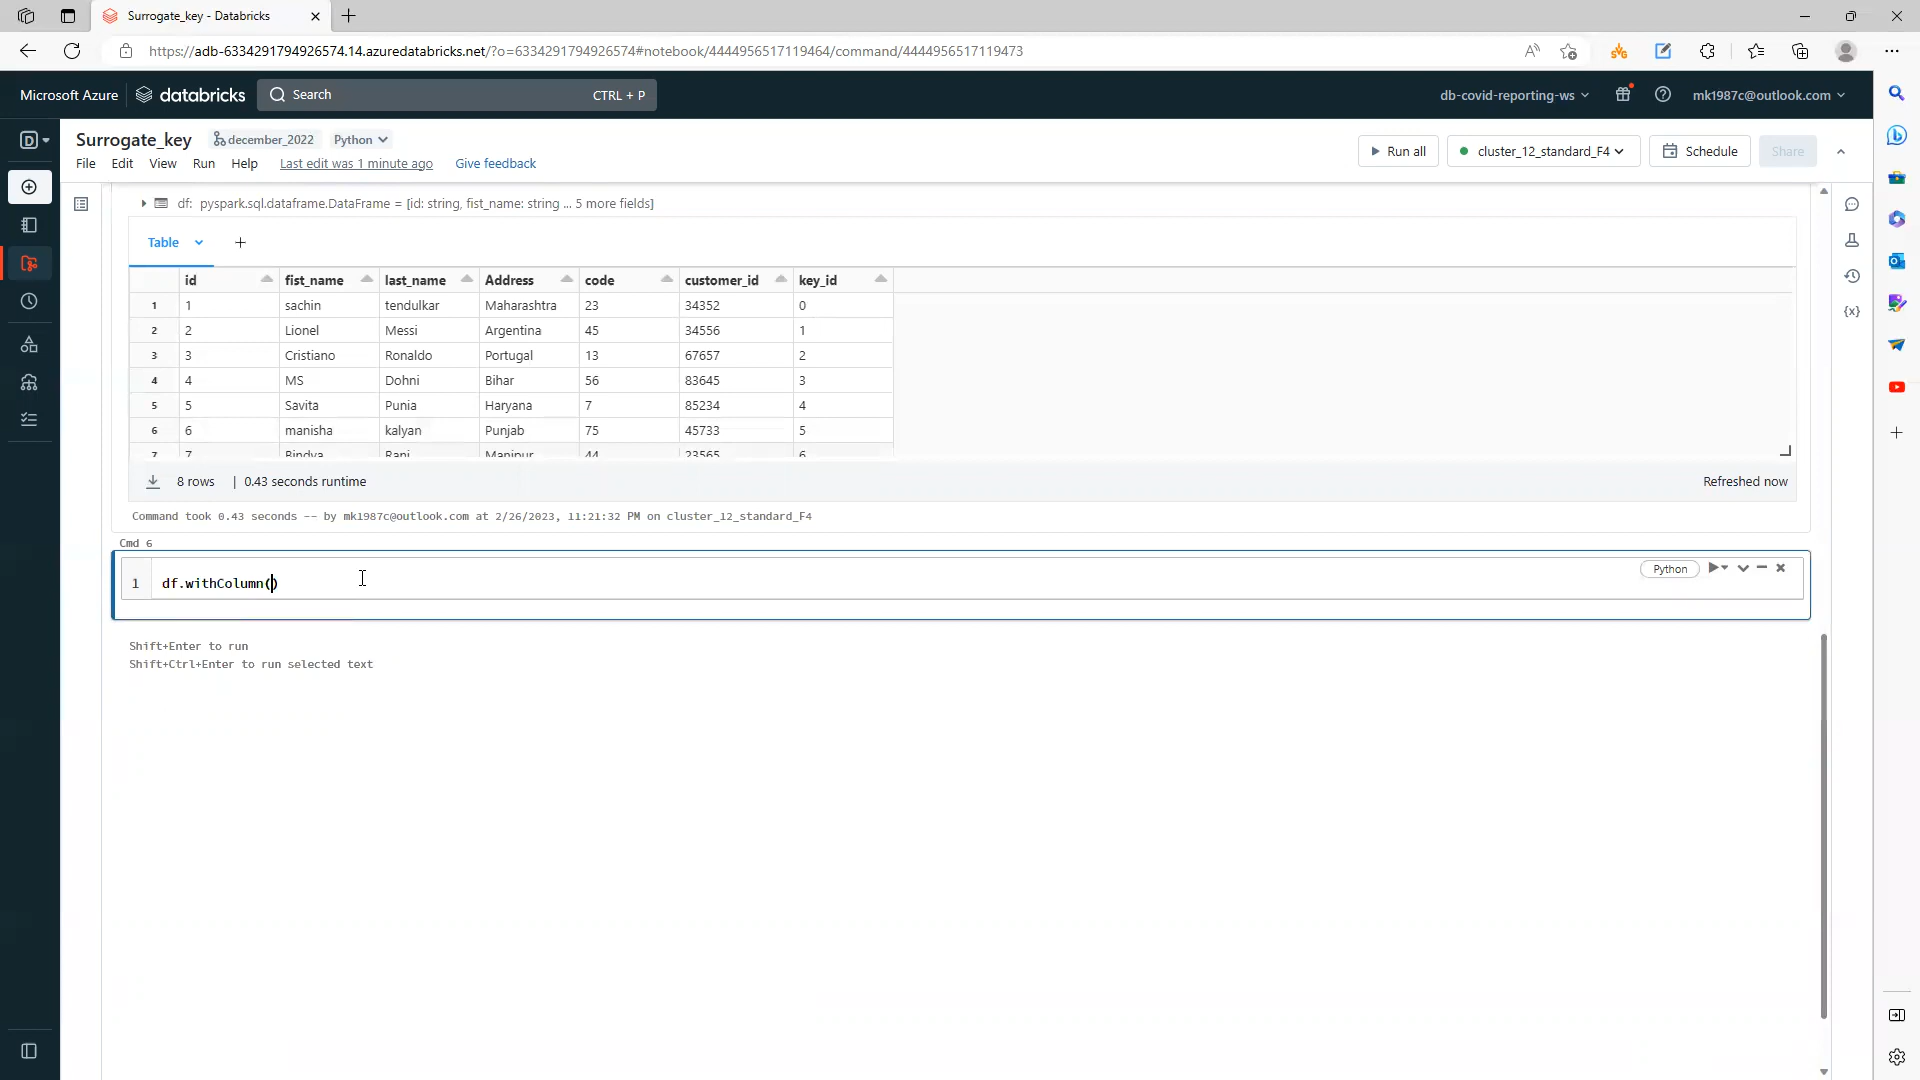 Surrogate_key - Databricks
https://adb-6334291794926574.14.azuredatabricks.net/?o=6334291794926574#notebook/4444956517119464/command/4444956517119473
Microsoft Azure databricks Search CTRL + P db-covid-reporting-ws mk1987c@outlook.com
Surrogate_key december_2022 Python
File Edit View Run Help Last edit was 1 minute ago Give feedback
Run all cluster_12_standard_F4 Schedule Share
df: pyspark.sql.dataframe.DataFrame = [id: string, fist_name: string ... 5 more fields]
Table +
id fist_name last_name Address code customer_id key_id
1 1 sachin tendulkar Maharashtra 23 34352 0
2 2 Lionel Messi Argentina 45 34556 1
3 3 Cristiano Ronaldo Portugal 13 67657 2
4 4 MS Dohni Bihar 56 83645 3
5 5 Savita Punia Haryana 7 85234 4
6 6 manisha kalyan Punjab 75 45733 5
7 7 Bindya Rani Manipur 44 23565 6
8 rows | 0.43 seconds runtime Refreshed now
Command took 0.43 seconds -- by mk1987c@outlook.com at 2/26/2023, 11:21:32 PM on cluster_12_standard_F4
Cmd 6
1 df.withColumn()
Python
Shift+Enter to run
Shift+Ctrl+Enter to run selected text